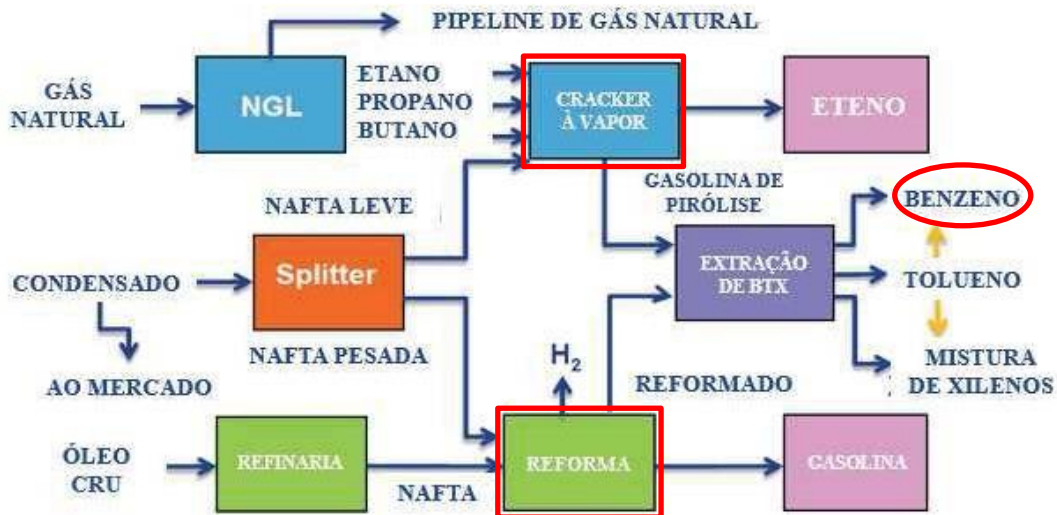 PIPELINE DE GÁS NATURAL
GÁS
NATURAL
NGL
ETANO
PROPANO
BUTANO
CRACKER
À VAPOR
ETENO
NAFTA LEVE
GASOLINA DE
PIRÓLISE
BENZENO
CONDENSADO
Splitter
EXTRAÇÃO
DE BTX
TOLUENO
NAFTA PESADA
AO MERCADO
H2
REFORMADO
MISTURA
DE XILENOS
ÓLEO
CRU
REFINARIA
NAFTA
REFORMA
GASOLINA